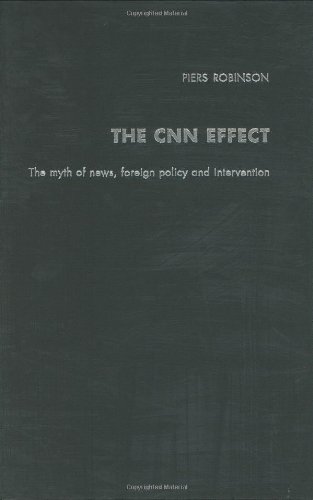 PIERS ROBINSON
THE CNN EFFECT
The myth of news, foreign policy and intervention